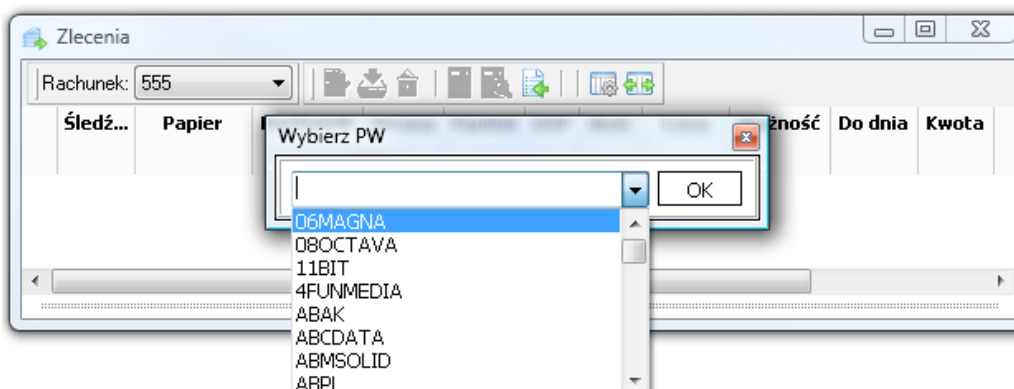 Zlecenia
Rachunek: 555
Śledź... Papier żność Do dnia Kwota
Wybierz PW
OK
06MAGNA
08OCTAVA
11BIT
4FUNMEDIA
ABAK
ABCDATA
ABMSOLID
ABPL